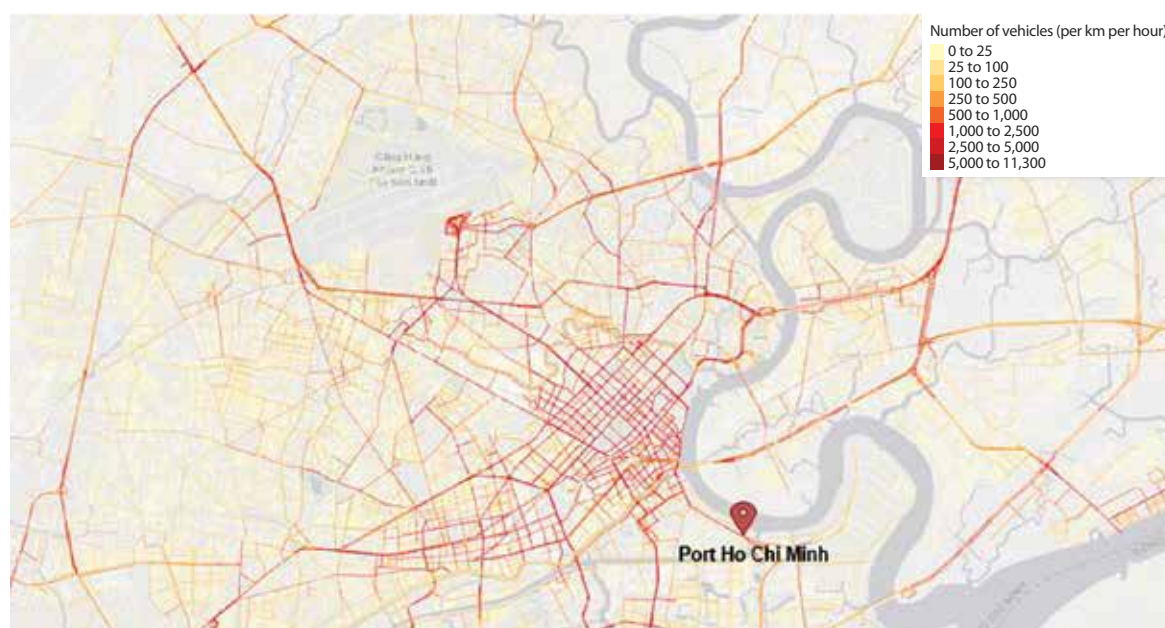 Number of vehicles (per km per hour)
0 to 25
25 to 100
100 to 250
250 to 500
500 to 1,000
1,000 to 2,500
2,500 to 5,000
5,000 to 11,300
Port Ho Chi Minh